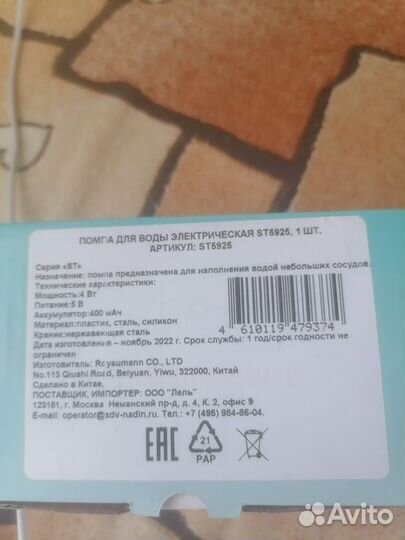 ПОМПА ДЛЯ ВОДЫ ЭЛЕКТРИЧЕСКАЯ ST5925, 1 ШТ.
АРТИКУЛ: ST5925
Серия «ST»
Назначение: помпа предназначена для наполнения водой небольших сосудов.
Технические характеристики:
Мощность:4 Вт
Питание:5 В
Аккумулятор:400 мАч
Материал:пластик, сталь, силикон
Краник:нержавеющая сталь
4 610119 479374
Дата изготовления – ноябрь 2022 г. Срок службы: 1 год/срок годности не
ограничен
Изготовитель: Royaumann CO., LTD
No.113 Qiushi Road, Beiyuan, Yiwu, 322000, Китай
Сделано в Китае.
ПОСТАВЩИК, ИМПОРТЕР: ООО "Лель"
123181, г. Москва Неманский пр-д, д. 4, К. 2, офис 9
E-mail: operator@sdv-nadin.ru Тел.: +7 (495) 984-86-04.
EAC
21
PAP
Avito